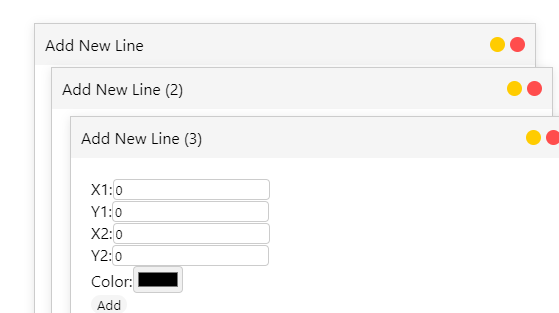 Add New Line
Add New Line (2)
Add New Line (3)
X1: 0
Y1: 0
X2: 0
Y2: 0
Color:
Add